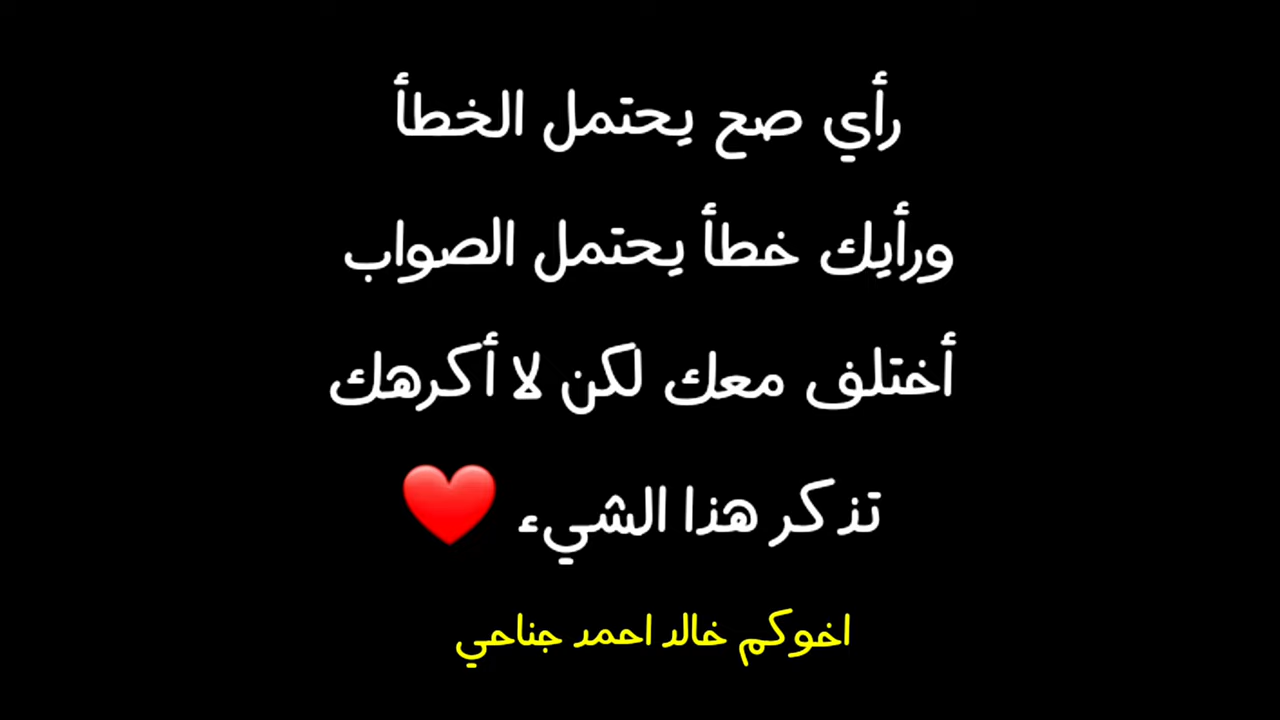 رأي صح يحتمل الخطأ
ورأيك خطأ يحتمل الصواب
أختلف معك لكن لا أكرهك
تذكر هذا الشيء ❤️
اخوكم خالد احمد جناحي